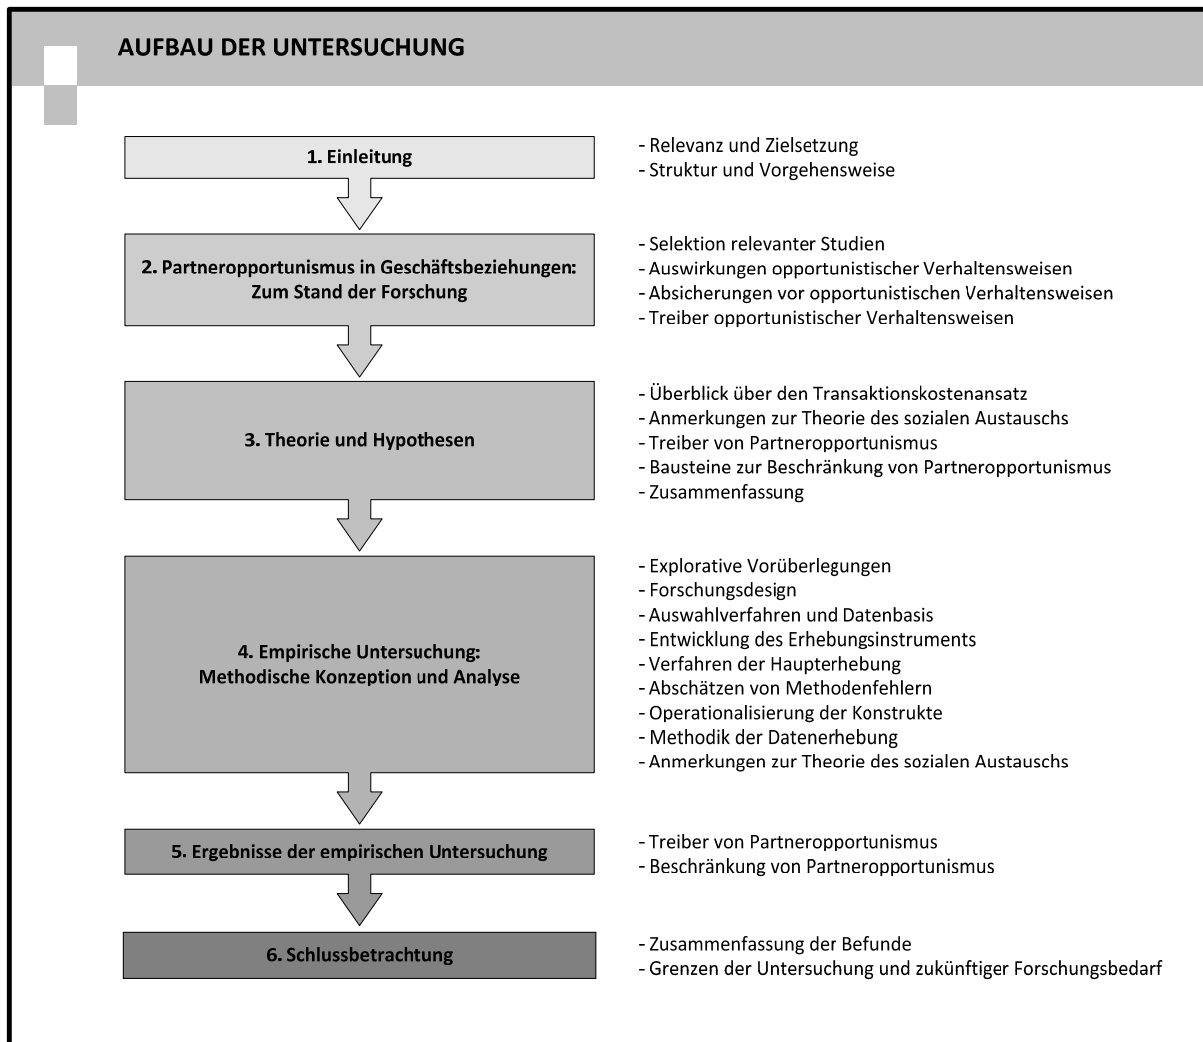 AUFBAU DER UNTERSUCHUNG
1. Einleitung
- Relevanz und Zielsetzung
- Struktur und Vorgehensweise
2. Partneropportunismus in Geschäftsbeziehungen:
Zum Stand der Forschung
- Selektion relevanter Studien
- Auswirkungen opportunistischer Verhaltensweisen
- Absicherungen vor opportunistischen Verhaltensweisen
- Treiber opportunistischer Verhaltensweisen
3. Theorie und Hypothesen
- Überblick über den Transaktionskostenansatz
- Anmerkungen zur Theorie des sozialen Austauschs
- Treiber von Partneropportunismus
- Bausteine zur Beschränkung von Partneropportunismus
- Zusammenfassung
4. Empirische Untersuchung:
Methodische Konzeption und Analyse
- Explorative Vorüberlegungen
- Forschungsdesign
- Auswahlverfahren und Datenbasis
- Entwicklung des Erhebungsinstruments
- Verfahren der Haupterhebung
- Abschätzen von Methodenfehlern
- Operationalisierung der Konstrukte
- Methodik der Datenerhebung
- Anmerkungen zur Theorie des sozialen Austauschs
5. Ergebnisse der empirischen Untersuchung
- Treiber von Partneropportunismus
- Beschränkung von Partneropportunismus
6. Schlussbetrachtung
- Zusammenfassung der Befunde
- Grenzen der Untersuchung und zukünftiger Forschungsbedarf